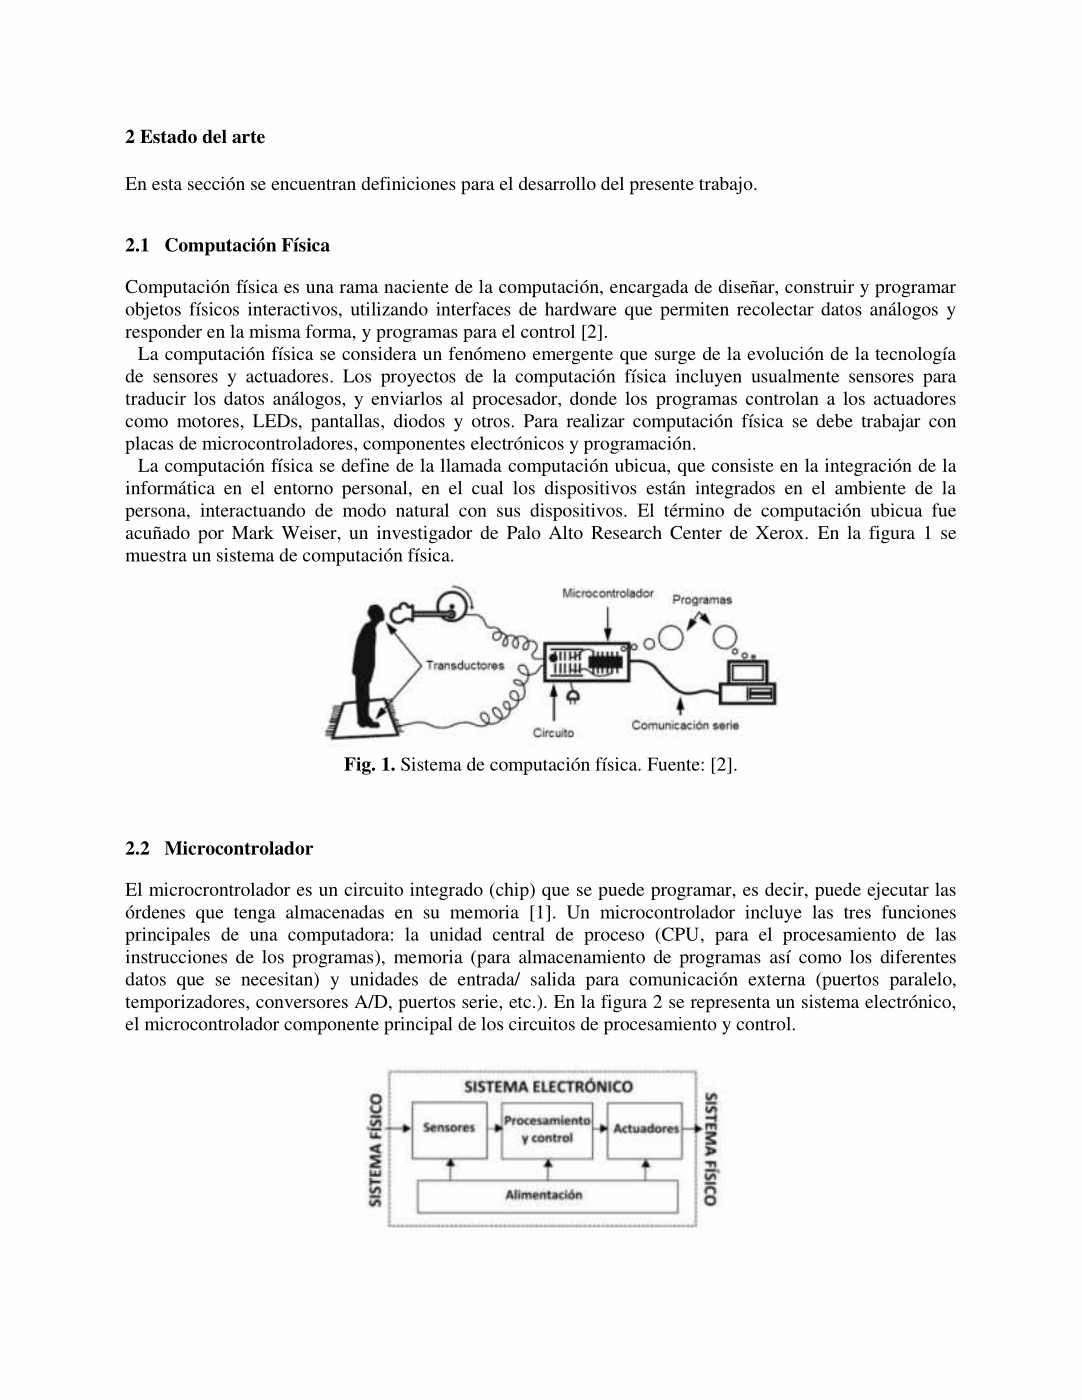 2 Estado del arte
En esta sección se encuentran definiciones para el desarrollo del presente trabajo.
2.1 Computación Física
Computación física es una rama naciente de la computación, encargada de diseñar, construir y programar
objetos físicos interactivos, utilizando interfaces de hardware que permiten recolectar datos análogos y
responder en la misma forma, y programas para el control [2].
La computación física se considera un fenómeno emergente que surge de la evolución de la tecnología
de sensores y actuadores. Los proyectos de la computación física incluyen usualmente sensores para
traducir los datos análogos, y enviarlos al procesador, donde los programas controlan a los actuadores
como motores, LEDs, pantallas, diodos y otros. Para realizar computación física se debe trabajar con
placas de microcontroladores, componentes electrónicos y programación.
La computación física se define de la llamada computación ubicua, que consiste en la integración de la
informática en el entorno personal, en el cual los dispositivos están integrados en el ambiente de la
persona, interactuando de modo natural con sus dispositivos. El término de computación ubicua fue
acuñado por Mark Weiser, un investigador de Palo Alto Research Center de Xerox. En la figura 1 se
muestra un sistema de computación física.
Microcontrolador
Programas
Transductores
Circuito
Comunicación serie
Fig. 1. Sistema de computación física. Fuente: [2].
2.2 Microcontrolador
El microcrontrolador es un circuito integrado (chip) que se puede programar, es decir, puede ejecutar las
órdenes que tenga almacenadas en su memoria [1]. Un microcontrolador incluye las tres funciones
principales de una computadora: la unidad central de proceso (CPU, para el procesamiento de las
instrucciones de los programas), memoria (para almacenamiento de programas así como los diferentes
datos que se necesitan) y unidades de entrada/ salida para comunicación externa (puertos paralelo,
temporizadores, conversores A/D, puertos serie, etc.). En la figura 2 se representa un sistema electrónico,
el microcontrolador componente principal de los circuitos de procesamiento y control.
SISTEMA ELECTRÓNICO
SISTEMA FÍSICO
Sensores
Procesamiento
y control
Actuadores
SISTEMA FÍSICO
Alimentación